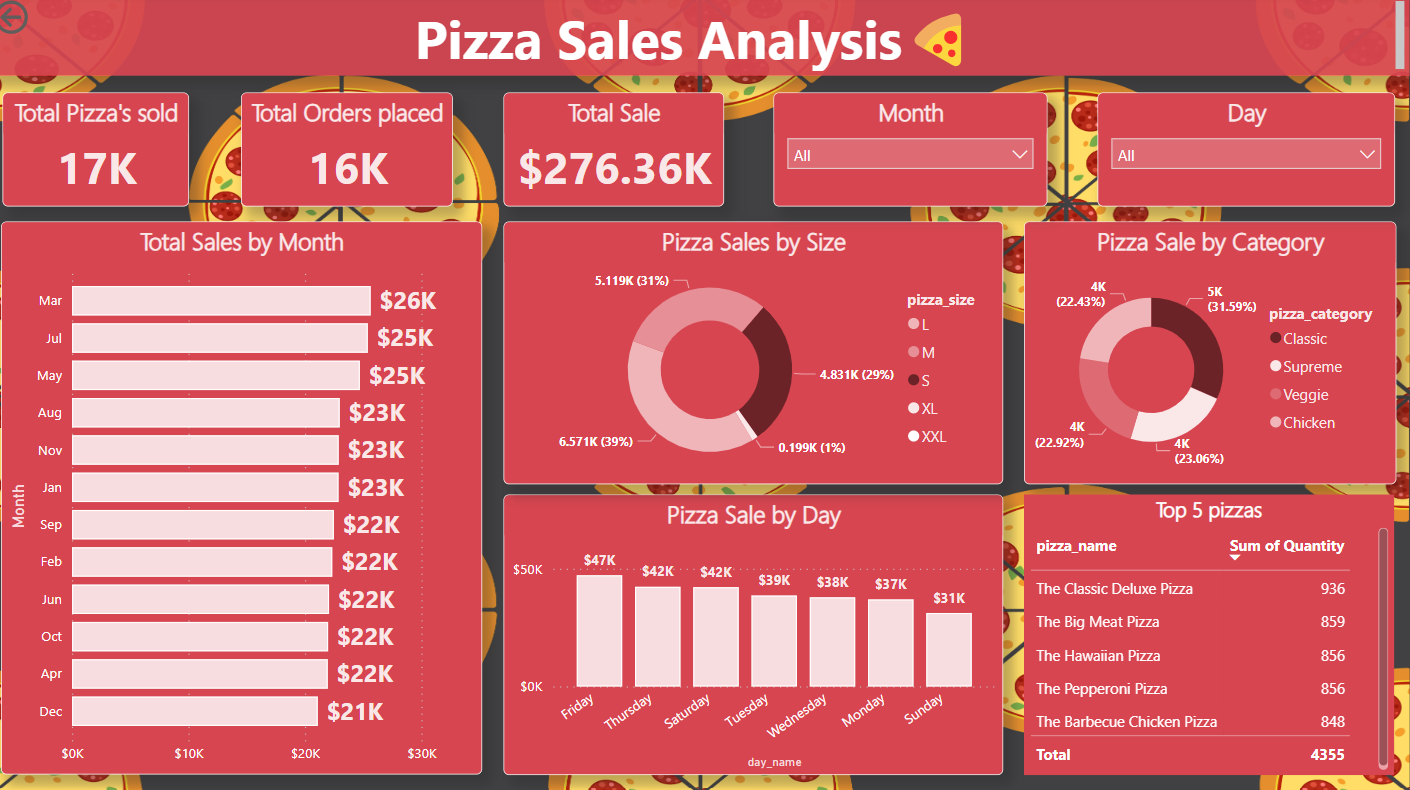 Pizza Sales Analysis
Total Pizza's sold
17K
Total Orders placed
16K
Total Sale
$276.36K
Month
All
Day
All
Total Sales by Month
Month
Mar $26K
Jul $25K
May $25K
Aug $23K
Nov $23K
Jan $23K
Sep $22K
Feb $22K
Jun $22K
Oct $22K
Apr $22K
Dec $21K
$0K $10K $20K $30K
Pizza Sales by Size
5.119K (31%)
4.831K (29%)
6.571K (39%)
0.199K (1%)
pizza_size
L
M
S
XL
XXL
Pizza Sale by Category
4K
(22.43%)
5K
(31.59%)
4K
(22.92%)
4K
(23.06%)
pizza_category
Classic
Supreme
Veggie
Chicken
Pizza Sale by Day
$50K
$0K
$47K $42K $42K $39K $38K $37K $31K
Friday Thursday Saturday Tuesday Wednesday Monday Sunday
day_name
Top 5 pizzas
pizza_name Sum of Quantity
The Classic Deluxe Pizza 936
The Big Meat Pizza 859
The Hawaiian Pizza 856
The Pepperoni Pizza 856
The Barbecue Chicken Pizza 848
Total 4355